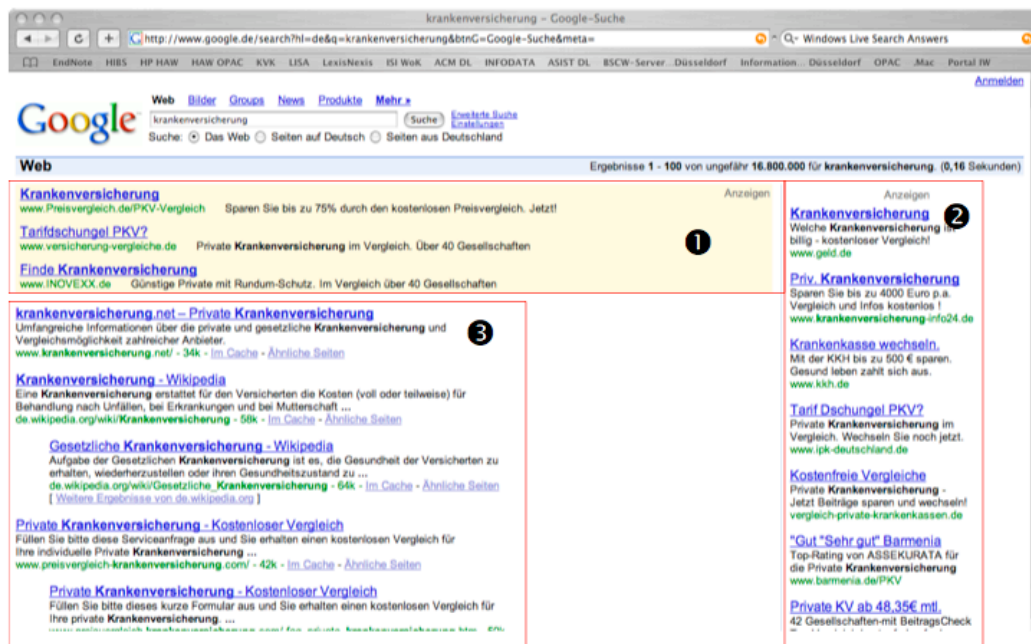 krankenversicherung – Google-Suche
http://www.google.de/search?hl=de&q=krankenversicherung&btnG=Google-Suche&meta=
Q- Windows Live Search Answers
EndNote HIBS HP HAW HAW OPAC KVK LISA LexisNexis ISI WoK ACM DL INFODATA ASIST DL BSCW-Server...Düsseldorf Information... Düsseldorf OPAC .Mac Portal IW
Anmelden
Web Bilder Groups News Produkte Mehr »
Google
krankenversicherung
Suche
Erweiterte Suche
Einstellungen
Suche: Das Web Seiten auf Deutsch Seiten aus Deutschland
Web
Ergebnisse 1 - 100 von ungefähr 16.800.000 für krankenversicherung. (0,16 Sekunden)
Krankenversicherung
Anzeigen
www.Preisvergleich.de/PKV-Vergleich Sparen Sie bis zu 75% durch den kostenlosen Preisvergleich. Jetzt!
Tarifdschungel PKV?
www.versicherung-vergleiche.de Private Krankenversicherung im Vergleich. Über 40 Gesellschaften
1
Finde Krankenversicherung
www.INOVEXX.de Günstige Private mit Rundum-Schutz. Im Vergleich über 40 Gesellschaften
krankenversicherung.net – Private Krankenversicherung
Umfangreiche Informationen über die private und gesetzliche Krankenversicherung und
Vergleichsmöglichkeit zahlreicher Anbieter.
3
www.krankenversicherung.net/ - 34k - Im Cache - Ähnliche Seiten
Krankenversicherung - Wikipedia
Eine Krankenversicherung erstattet für den Versicherten die Kosten (voll oder teilweise) für
Behandlung nach Unfällen, bei Erkrankungen und bei Mutterschaft ...
de.wikipedia.org/wiki/Krankenversicherung - 58k - Im Cache - Ähnliche Seiten
Gesetzliche Krankenversicherung - Wikipedia
Aufgabe der Gesetzlichen Krankenversicherung ist es, die Gesundheit der Versicherten zu
erhalten, wiederherzustellen oder ihren Gesundheitszustand zu ...
de.wikipedia.org/wiki/Gesetzliche_Krankenversicherung - 64k - Im Cache - Ähnliche Seiten
[ Weitere Ergebnisse von de.wikipedia.org ]
Private Krankenversicherung - Kostenloser Vergleich
Füllen Sie bitte diese Serviceanfrage aus und Sie erhalten einen kostenlosen Vergleich für
Ihre individuelle Private Krankenversicherung ...
www.preisvergleich-krankenversicherung.com/ - 42k - Im Cache - Ähnliche Seiten
Private Krankenversicherung - Kostenloser Vergleich
Füllen Sie bitte dieses kurze Formular aus und Sie erhalten einen kostenlosen Vergleich für
Ihre private Krankenversicherung. ...
Anzeigen
Krankenversicherung
2
Welche Krankenversicherung ist
billig - kostenloser Vergleich!
www.geld.de
Priv. Krankenversicherung
Sparen Sie bis zu 4000 Euro p.a.
Vergleich und Infos kostenlos !
www.krankenversicherung-info24.de
Krankenkasse wechseln.
Mit der KKH bis zu 500 € sparen.
Gesund leben zahlt sich aus.
www.kkh.de
Tarif Dschungel PKV?
Private Krankenversicherung im
Vergleich. Wechseln Sie noch jetzt.
www.ipk-deutschland.de
Kostenfreie Vergleiche
Private Krankenversicherung -
Jetzt Beiträge sparen und wechseln!
vergleich-private-krankenkassen.de
"Gut "Sehr gut" Barmenia
Top-Rating von ASSEKURATA für
die Private Krankenversicherung
www.barmenia.de/PKV
Private KV ab 48,35€ mtl.
42 Gesellschaften-mit BeitragsCheck